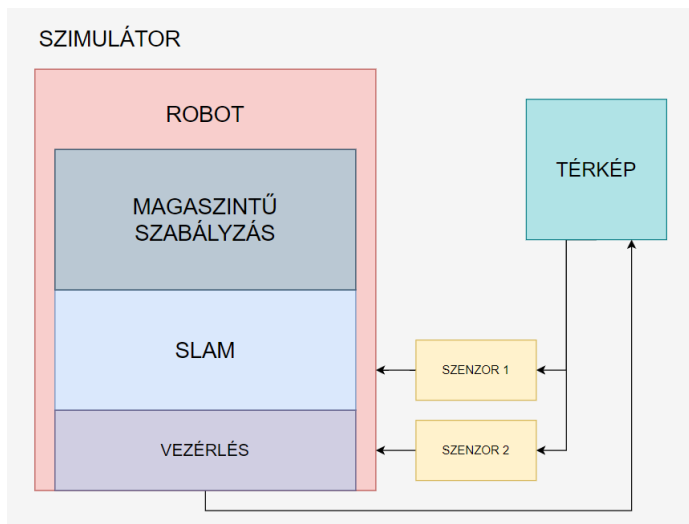 SZIMULÁTOR
ROBOT
MAGASZINTŰ
SZABÁLYZÁS
SLAM
VEZÉRLÉS
TÉRKÉP
SZENZOR 1
SZENZOR 2